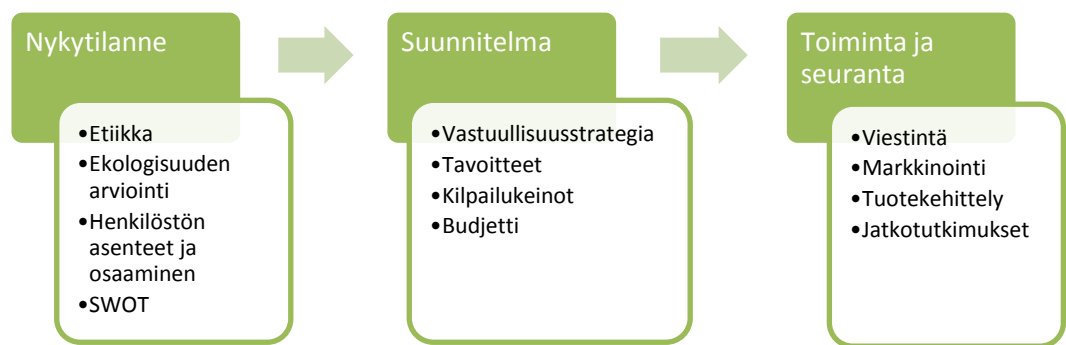 Nykytilanne
•Etiikka
•Ekologisuuden
arviointi
•Henkilöstön
asenteet ja
osaaminen
•SWOT
Suunnitelma
•Vastuullisuusstrategia
•Tavoitteet
•Kilpailukeinot
•Budjetti
Toiminta ja
seuranta
•Viestintä
•Markkinointi
•Tuotekehittely
•Jatkotutkimukset